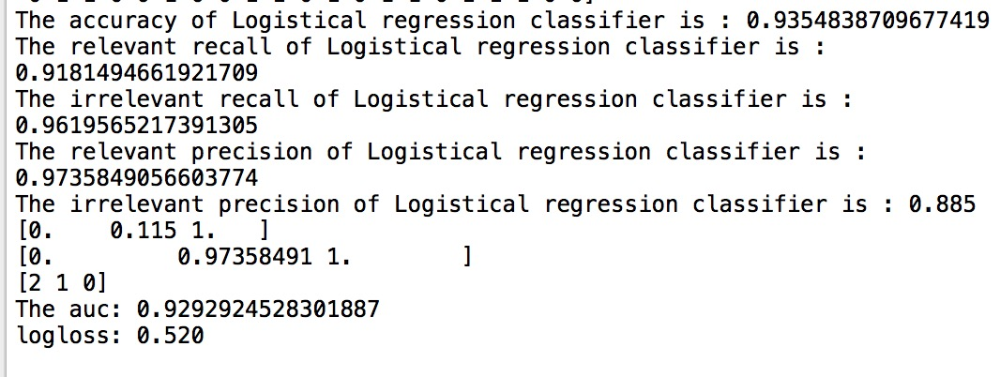 The accuracy of Logistical regression classifier is : 0.9354838709677419
The relevant recall of Logistical regression classifier is :
0.9181494661921709
The irrelevant recall of Logistical regression classifier is :
0.9619565217391305
The relevant precision of Logistical regression classifier is :
0.9735849056603774
The irrelevant precision of Logistical regression classifier is : 0.885
[0.    0.115 1.   ]
[0.         0.97358491 1.        ]
[2 1 0]
The auc: 0.9292924528301887
logloss: 0.520